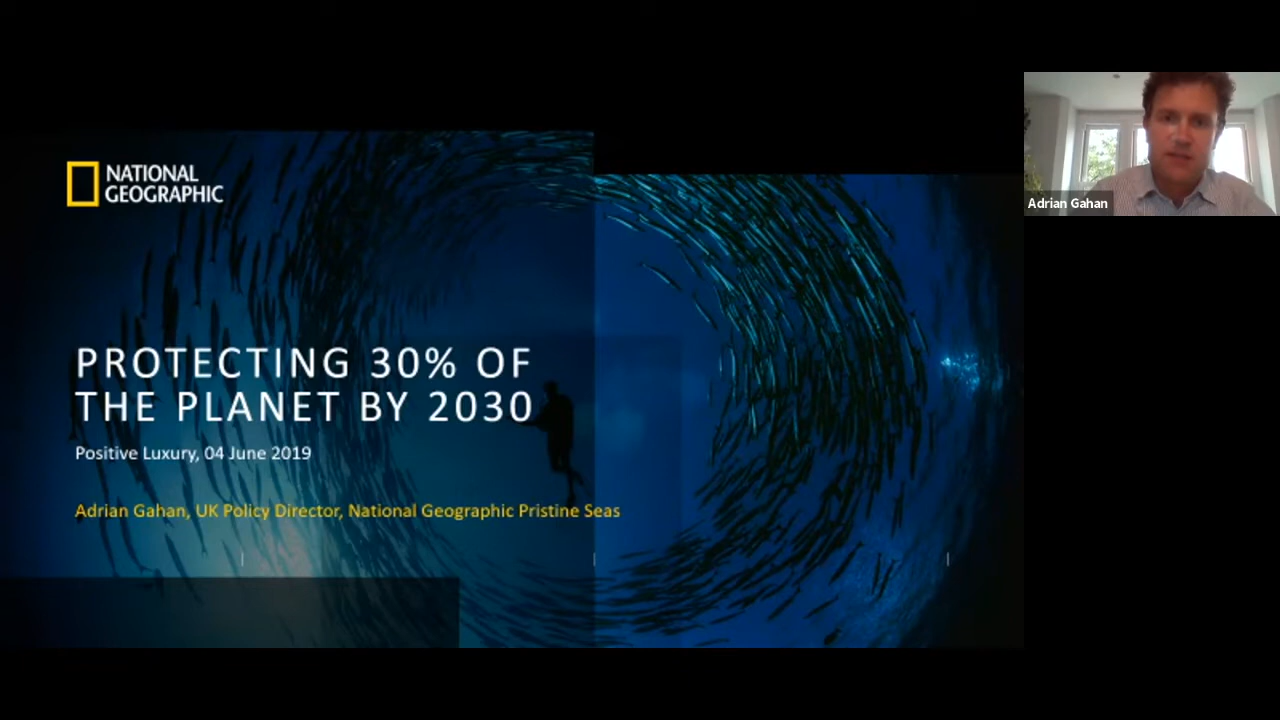 NATIONAL
GEOGRAPHIC
PROTECTING 30% OF
THE PLANET BY 2030
Positive Luxury, 04 June 2019
Adrian Gahan, UK Policy Director, National Geographic Pristine Seas
Adrian Gahan